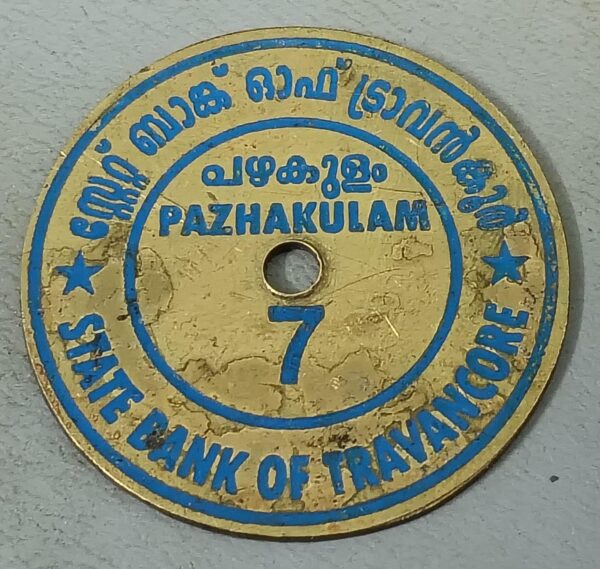 സ്റ്റേറ്റ് ബാങ്ക് ഓഫ് ട്രാവൻകൂർ
പഴകുളം
PAZHAKULAM
7
STATE BANK OF TRAVANCORE